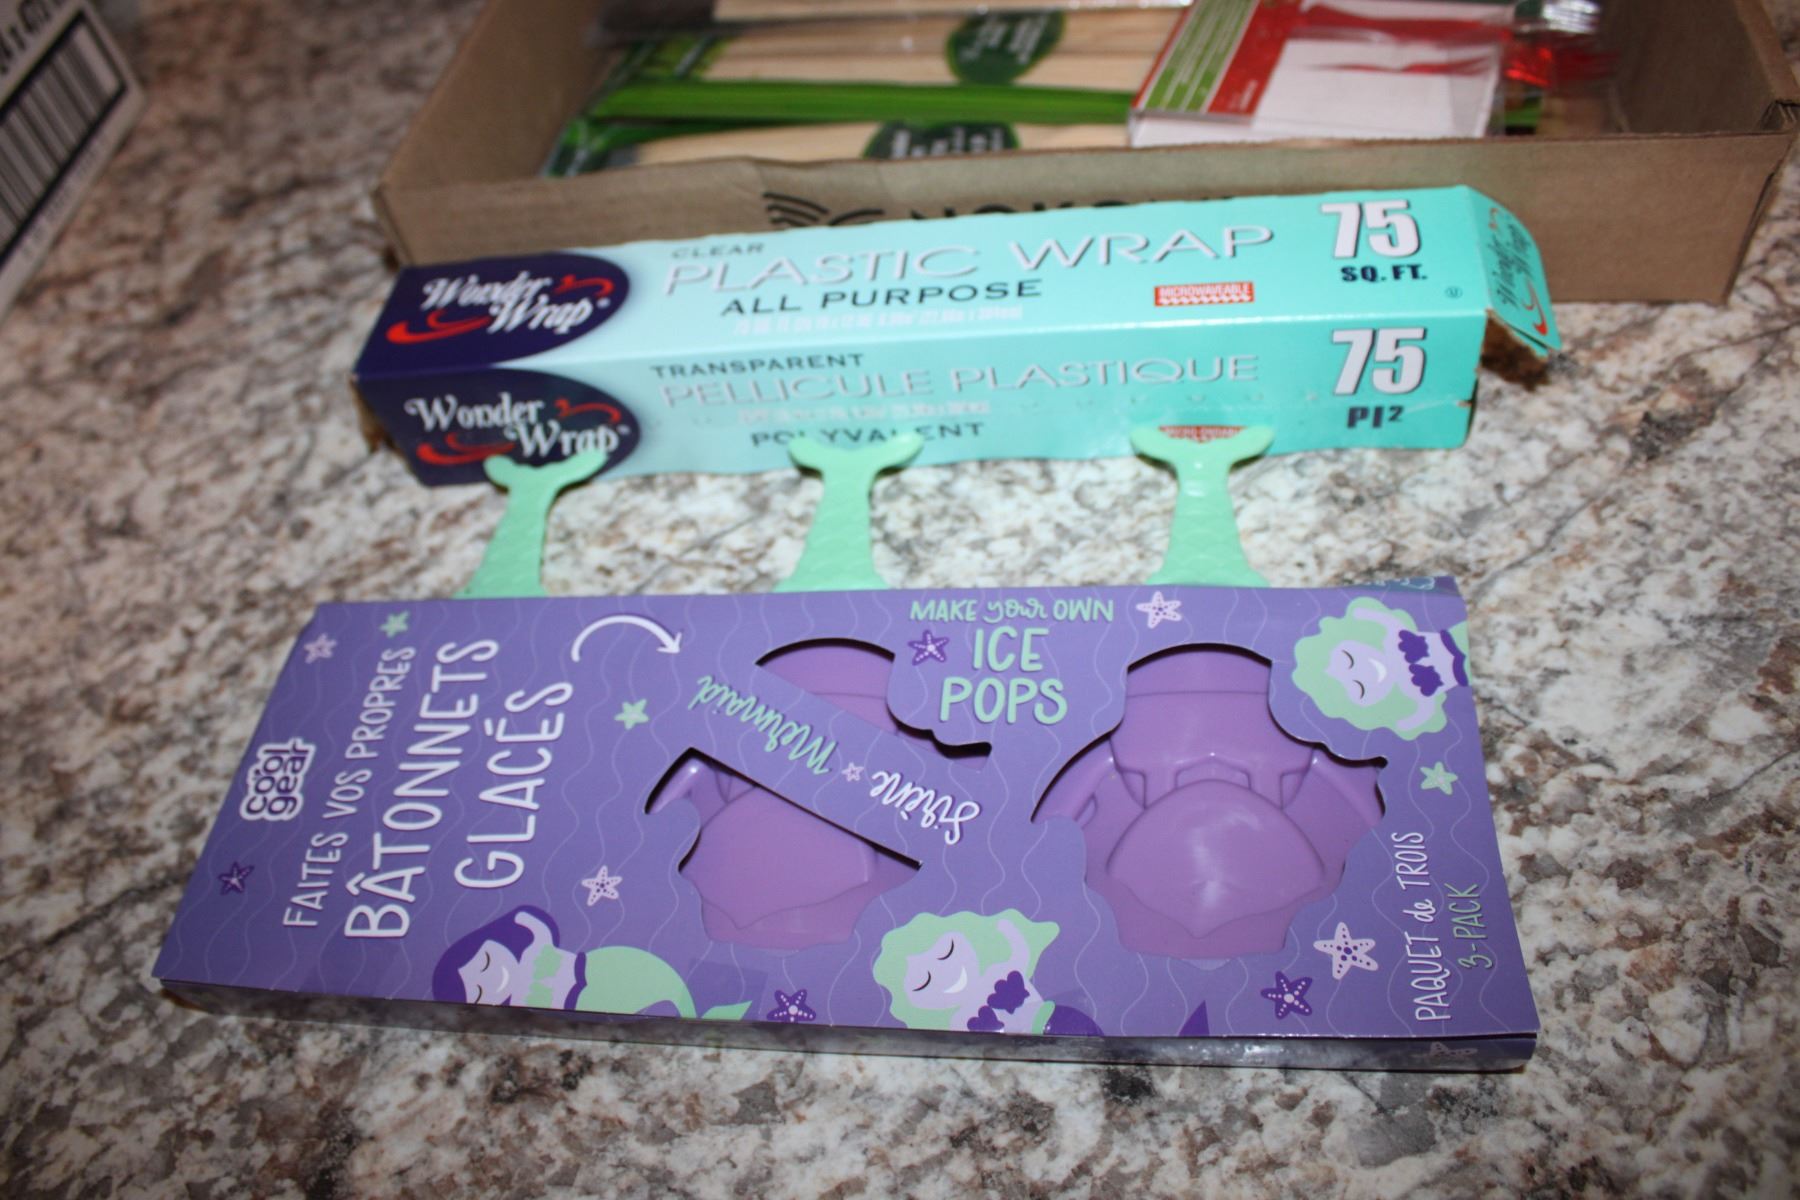 Wonder
Wrap®
CLEAR
PLASTIC WRAP
ALL PURPOSE
MICROWAVEABLE
75
SQ. FT.
Wonder
Wrap
TRANSPARENT
PELLICULE PLASTIQUE
POLYVALENT
75
PI²
cool
gear
FAITES VOS PROPRES
BÂTONNETS
GLACÉS
Mermaid
Sirène
MAKE your OWN
ICE
POPS
PAQUET de TROIS
3-PACK